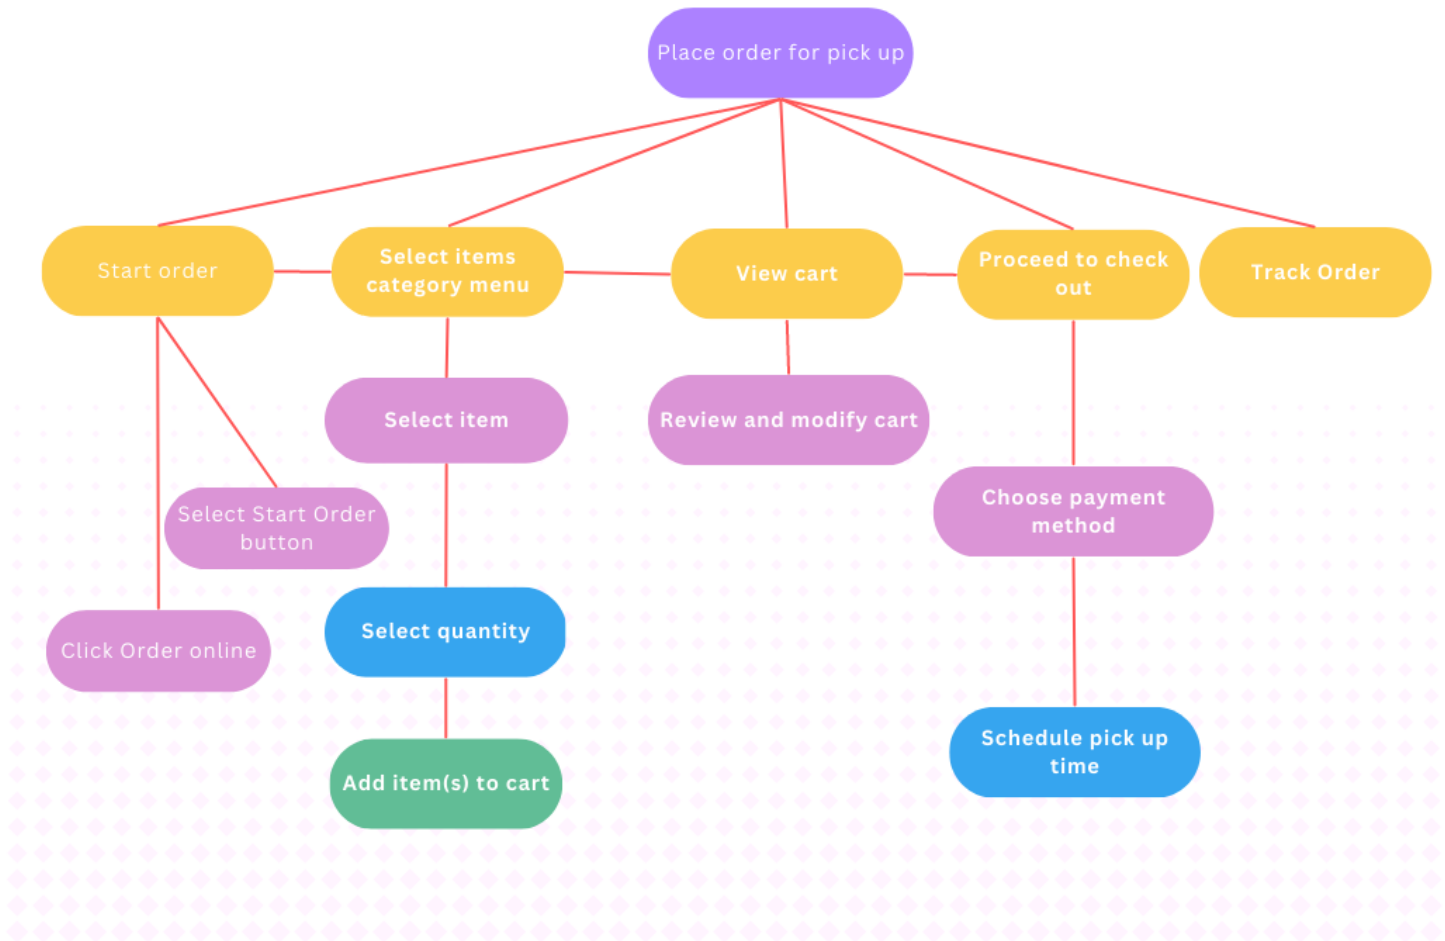 Place order for pick up
Start order
Select items
category menu
View cart
Proceed to check
out
Track Order
Select item
Review and modify cart
Select Start Order
button
Choose payment
method
Click Order online
Select quantity
Schedule pick up
time
Add item(s) to cart